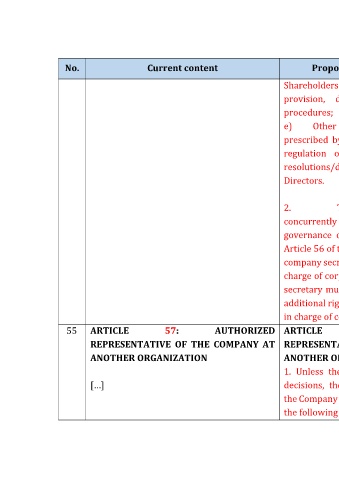 No.
Current content
Propo
Shareholders
provision, d
procedures;
e) Other
prescribed by
regulation o
resolutions/d
Directors.
2.
concurrently
governance o
Article 56 of t
company secr
charge of cor
secretary mu
additional rig
in charge of c
55
ARTICLE 57: AUTHORIZED
REPRESENTATIVE OF THE COMPANY AT
ANOTHER ORGANIZATION
[...]
ARTICLE
REPRESENTA
ANOTHER OR
1. Unless the
decisions, the
the Company
the following